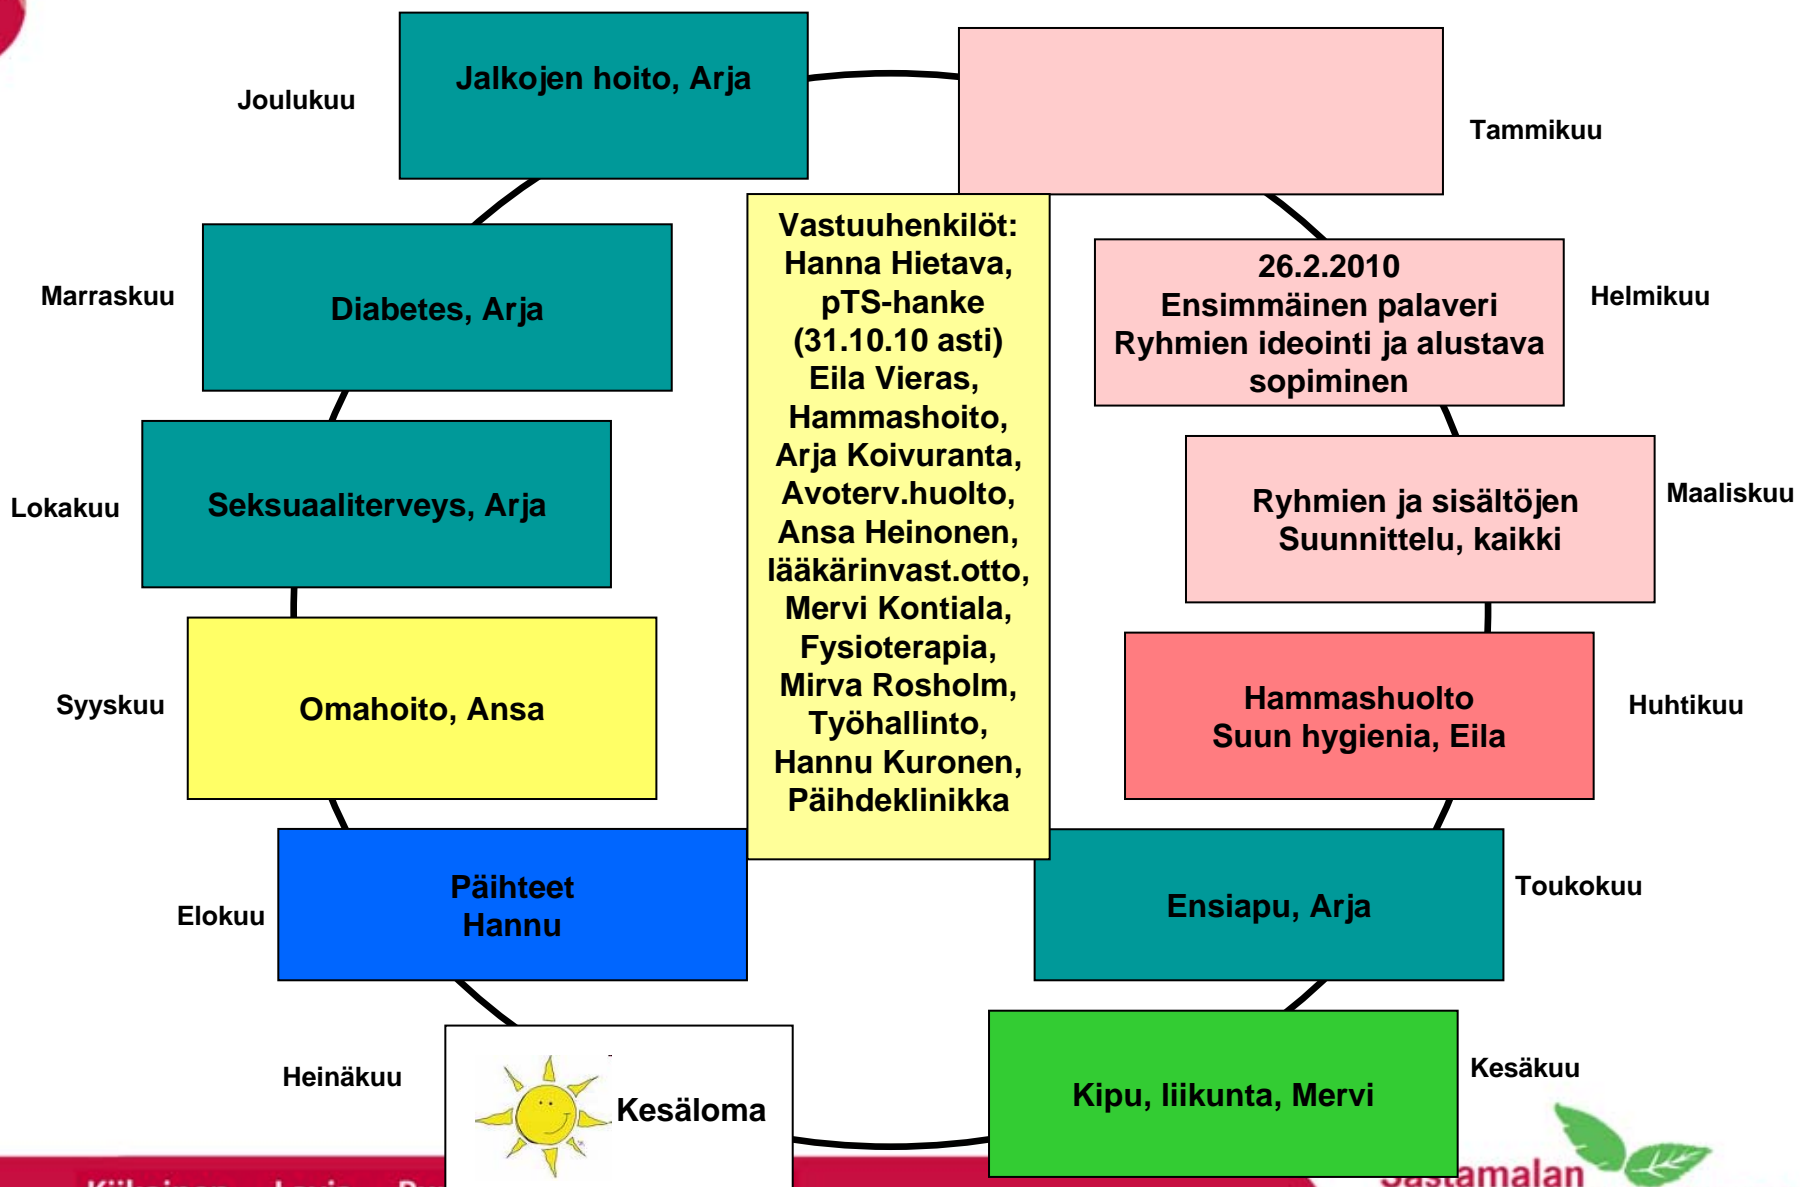 Jalkojen hoito, Arja
Joulukuu
Tammikuu
Vastuuhenkilöt:
Hanna Hietava,
pTS-hanke
(31.10.10 asti)
Eila Vieras,
Hammashoito,
Arja Koivuranta,
Avoterv.huolto,
Ansa Heinonen,
lääkärinvast.otto,
Mervi Kontiala,
Fysioterapia,
Mirva Rosholm,
Työhallinto,
Hannu Kuronen,
Päihdeklinikka
26.2.2010
Ensimmäinen palaveri
Ryhmien ideointi ja alustava
sopiminen
Helmikuu
Ryhmien ja sisältöjen
Suunnittelu, kaikki
Maaliskuu
Hammashuolto
Suun hygienia, Eila
Huhtikuu
Ensiapu, Arja
Toukokuu
Kipu, liikunta, Mervi
Kesäkuu
Heinäkuu
Kesäloma
Elokuu
Päihteet
Hannu
Syyskuu
Omahoito, Ansa
Lokakuu
Seksuaaliterveys, Arja
Marraskuu
Diabetes, Arja
Sastamalan